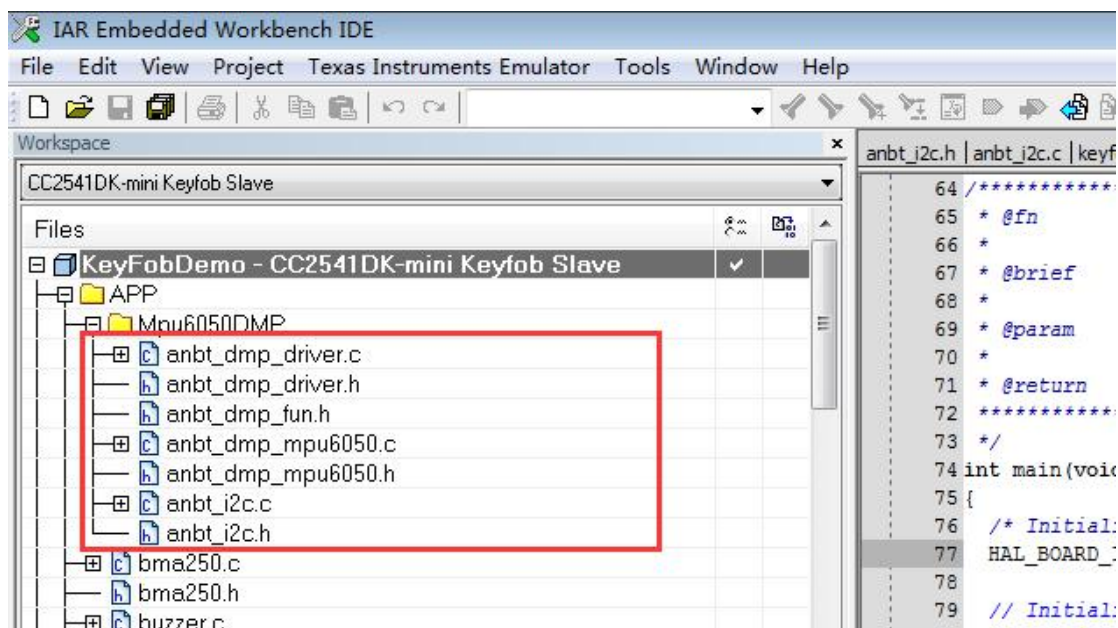 IAR Embedded Workbench IDE
File Edit View Project Texas Instruments Emulator Tools Window Help
Workspace
CC2541DK-mini Keyfob Slave
Files
KeyFobDemo - CC2541DK-mini Keyfob Slave
APP
Mpu6050DMP
anbt_dmp_driver.c
anbt_dmp_driver.h
anbt_dmp_fun.h
anbt_dmp_mpu6050.c
anbt_dmp_mpu6050.h
anbt_i2c.c
anbt_i2c.h
bma250.c
bma250.h
buzzer.c
anbt_i2c.h | anbt_i2c.c | keyf
64 /************
65 * @fn
66 *
67 * @brief
68 *
69 * @param
70 *
71 * @return
72 ************
73 */
74 int main(void
75 {
76 /* Initiali
77 HAL_BOARD_I
78
79 // Initiali